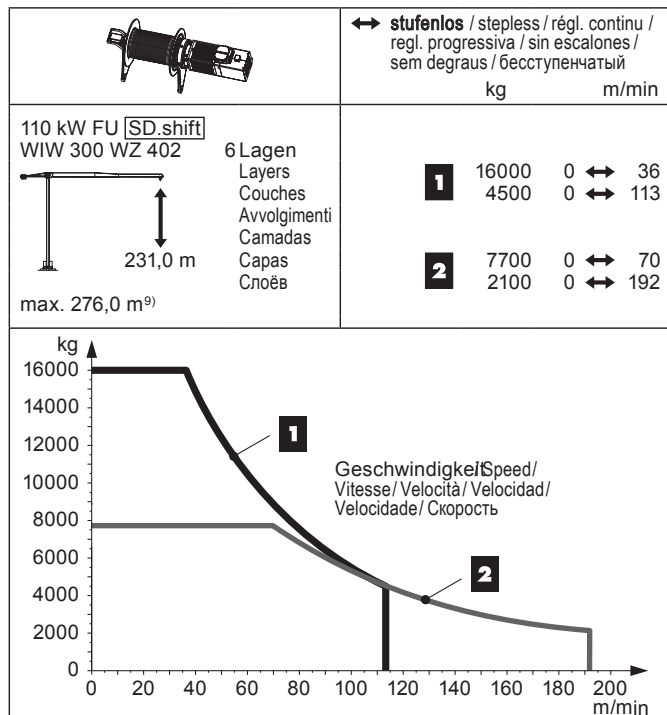 ↔ stufenlos / stepless / régl. continu /
regl. progressiva / sin escalones /
sem degraus / бесступенчатый
kg m/min
110 kW FU SD.shift
WIW 300 WZ 402 6 Lagen
Layers
Couches
Avvolgimenti
Camadas
Capas
Слоёв
231,0 m
max. 276,0 m⁹⁾
1 16000 0 ↔ 36
4500 0 ↔ 113
2 7700 0 ↔ 70
2100 0 ↔ 192
kg
16000
14000
12000
10000
8000
6000
4000
2000
0
1
Geschwindigkeit/Speed/
Vitesse/ Velocità/ Velocidad/
Velocidade/ Скорость
2
0 20 40 60 80 100 120 140 160 180 200
m/min